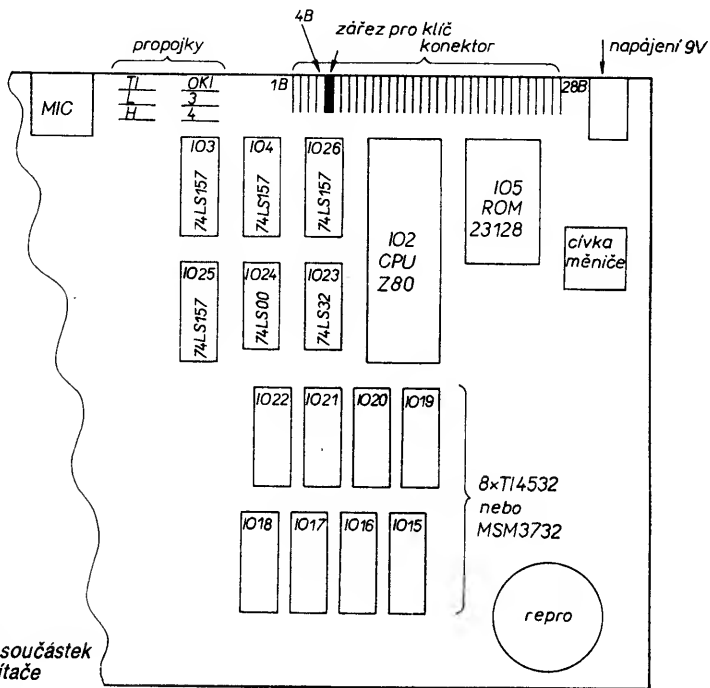 4B
zářez pro klíč
propojky
konektor
napájení 9V
MIC
TI
OKI
L
3
H
4
1B
28B
IO3
74LS157
IO4
74LS157
IO26
74LS157
IO2
CPU
Z80
IO5
ROM
23128
cívka
měniče
IO25
74LS157
IO24
74LS00
IO23
74LS32
IO22
IO21
IO20
IO19
8×TI4532
nebo
MSM3732
IO18
IO17
IO16
IO15
repro
součástek